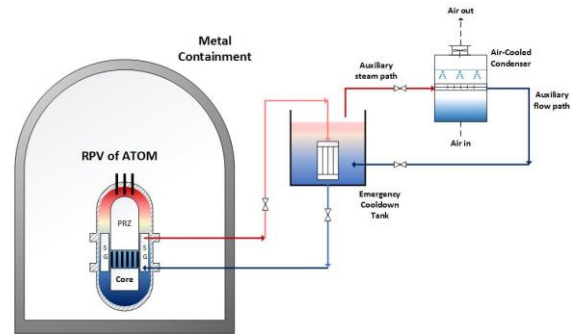 Air out
Metal
Containment
Air-Cooled
Condenser
Auxiliary
steam path
Auxiliary
flow path
RPV of ATOM
Air in
PRZ
Emergency
Cooldown
Tank
S
G
S
G
Core